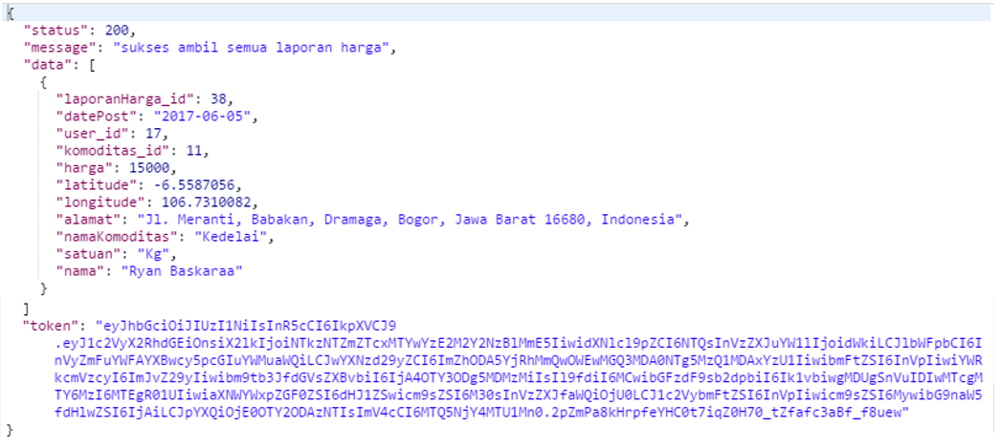 {
"status": 200,
"message": "sukses ambil semua laporan harga",
"data": [
{
"laporanHarga_id": 38,
"datePost": "2017-06-05",
"user_id": 17,
"komoditas_id": 11,
"harga": 15000,
"latitude": -6.5587056,
"longitude": 106.7310082,
"alamat": "Jl. Meranti, Babakan, Dramaga, Bogor, Jawa Barat 16680, Indonesia",
"namaKomoditas": "Kedelai",
"satuan": "Kg",
"nama": "Ryan Baskaraa"
}
]
"token": "eyJhbGciOiJIUzI1NiIsInR5cCI6IkpXVCJ9
.eyJ1c2VyX2RhdGEiOnsiX2lkIjoiNTkzNTZmZTcxMTYwYzE2M2Y2NzBlMmE5IiwidXNlcl9pZCI6NTQsInVzZXJuYW1lIjoidWkiLCJlbWFpbCI6I
nVyZmFuYWFAYXBwcy5pcGIuYWMuaWQiLCJwYXNzd29yZCI6ImZhODA5YjRhMmQwOWEwMGQ3MDA0NTg5MzQ1MDAxYzU1IiwibmFtZSI6InVpIiwiYWR
kcmVzcyI6ImJvZ29yIiwibm9tb3JfdGVsZXBvbiI6IjA4OTY3ODg5MDMzMiIsIl9fdiI6MCwibGFzdF9sb2dpbiI6Ik1vbiwgMDUgSnVuIDIwMTcgM
TY6MzI6MTEgR01UIiwiaXNWYWxpZGF0ZSI6dHJ1ZSwicm9sZSI6M30sInVzZXJfaWQiOjU0LCJ1c2VybmFtZSI6InVpIiwicm9sZSI6MywibG9naW5
fdHlwZSI6IjAiLCJpYXQiOjE0OTY2ODAzNTIsImV4cCI6MTQ5NjY4MTU1Mn0.2pZmPa8kHrpfeYHC0t7iqZ0H70_tZfafc3aBf_f8uew"
}